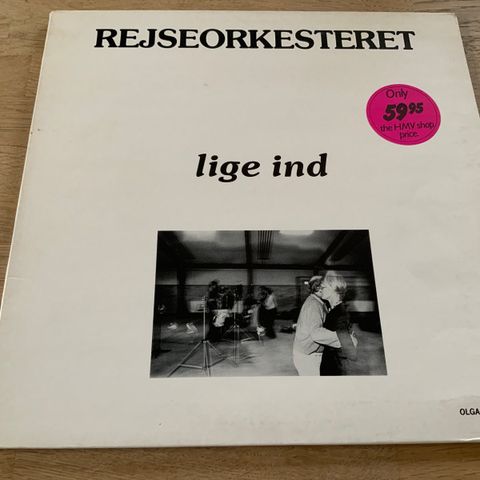 REJSEORKESTERET
Only
59.95
the HMV shop
price.
lige ind
OLGA